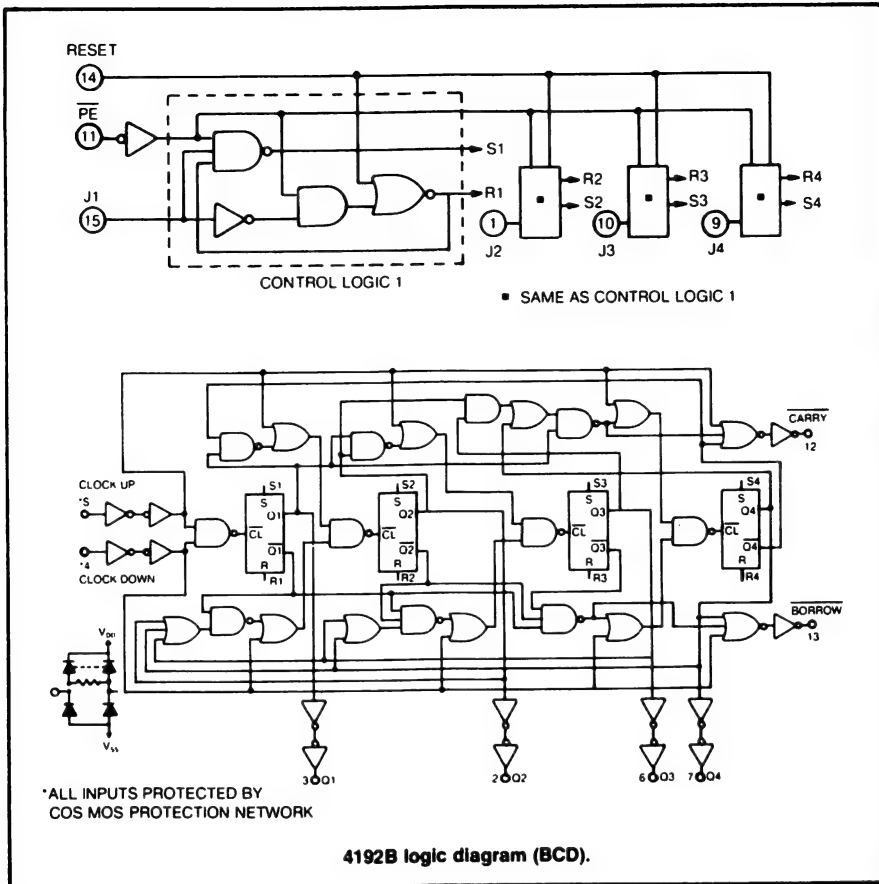 RESET
14
PE
11
J1
15
S1
R1
CONTROL LOGIC 1
R2
S2
1
J2
R3
S3
10
J3
R4
S4
9
J4
■ SAME AS CONTROL LOGIC 1
CARRY
12
CLOCK UP
*S
*4
CLOCK DOWN
S1
S
Q1
CL
Q1
R
R1
S2
S
Q2
CL
Q2
R
R2
S3
S
Q3
CL
Q3
R
R3
S4
S
Q4
CL
Q4
R
R4
BORROW
13
VDD
VSS
3 Q1
2 Q2
6 Q3
7 Q4
*ALL INPUTS PROTECTED BY
COS MOS PROTECTION NETWORK
4192B logic diagram (BCD).